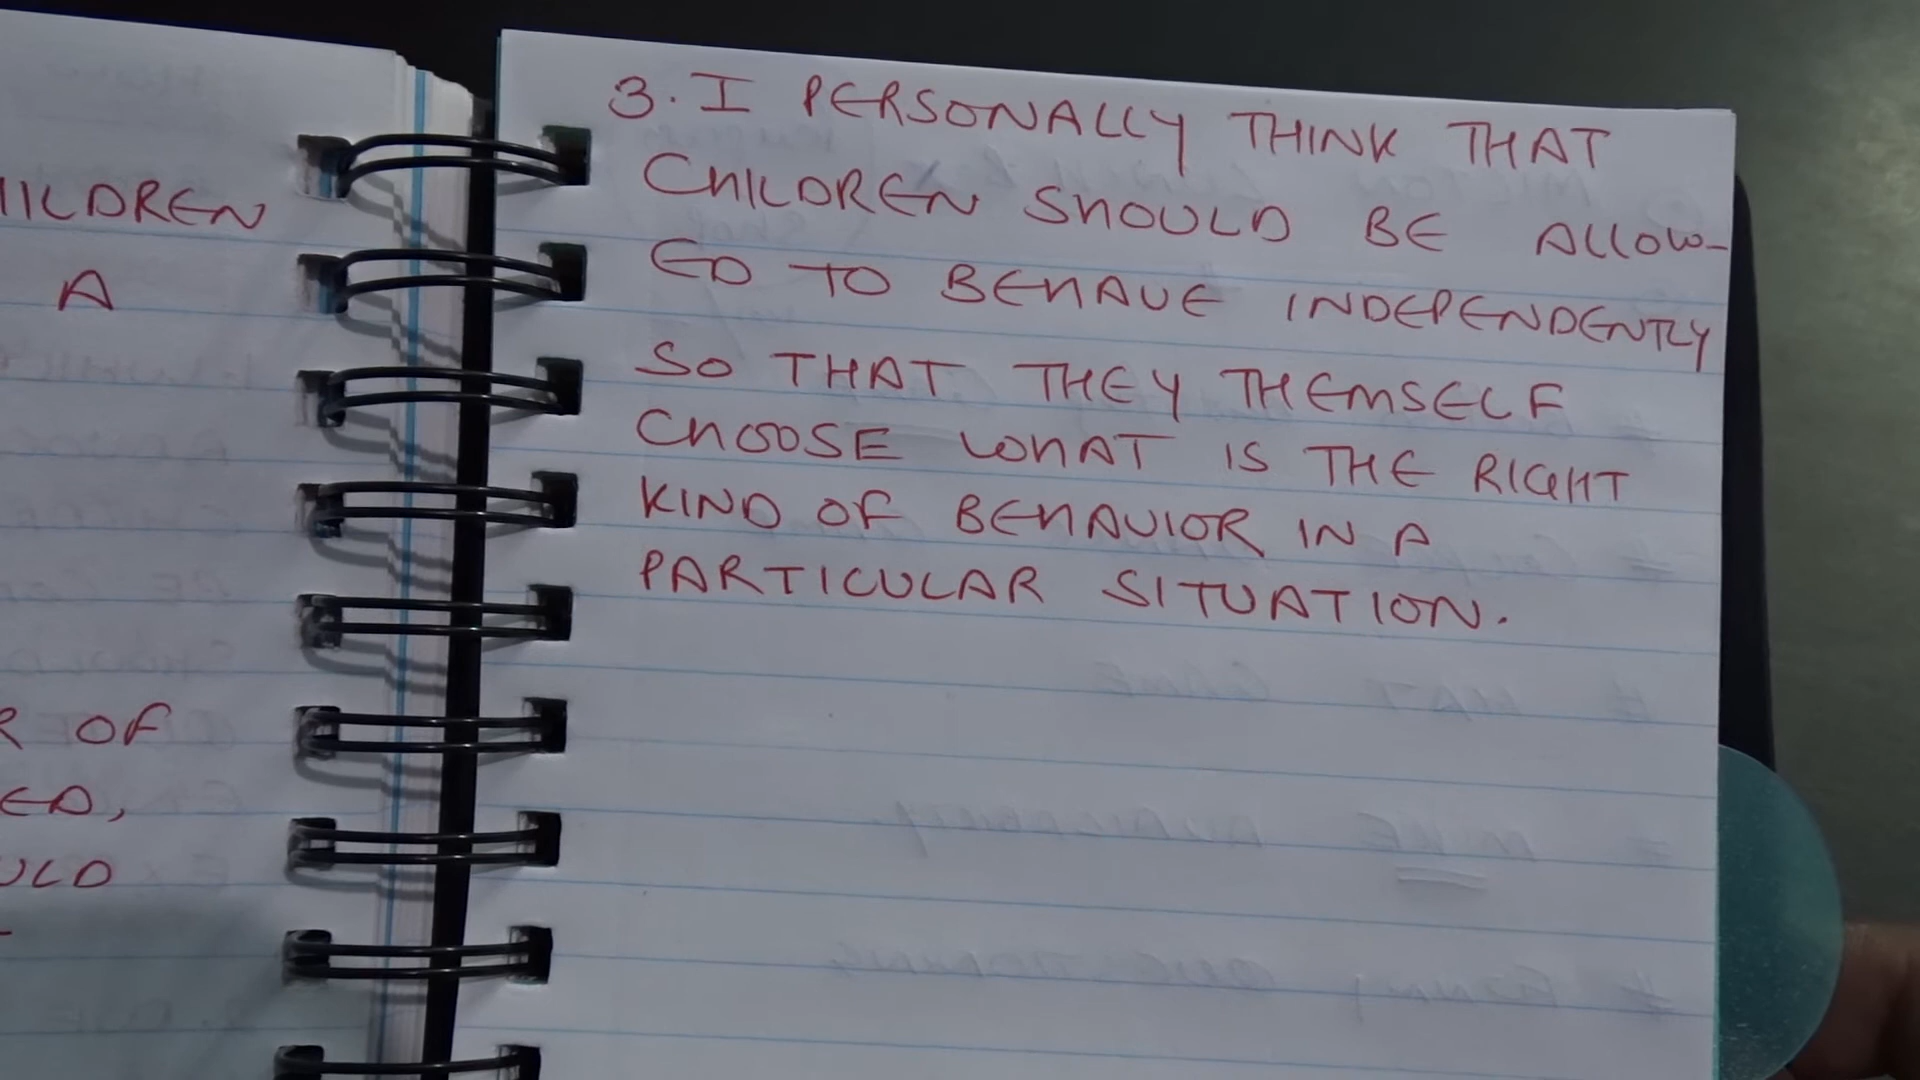 HILDREN
A
R OF
ED,
ULD
3. I PERSONALLY THINK THAT
CHILDREN SHOULD BE ALLOW-
ED TO BEHAVE INDEPENDENTLY
SO THAT THEY THEMSELF
CHOOSE WHAT IS THE RIGHT
KIND OF BEHAVIOR IN A
PARTICULAR SITUATION.